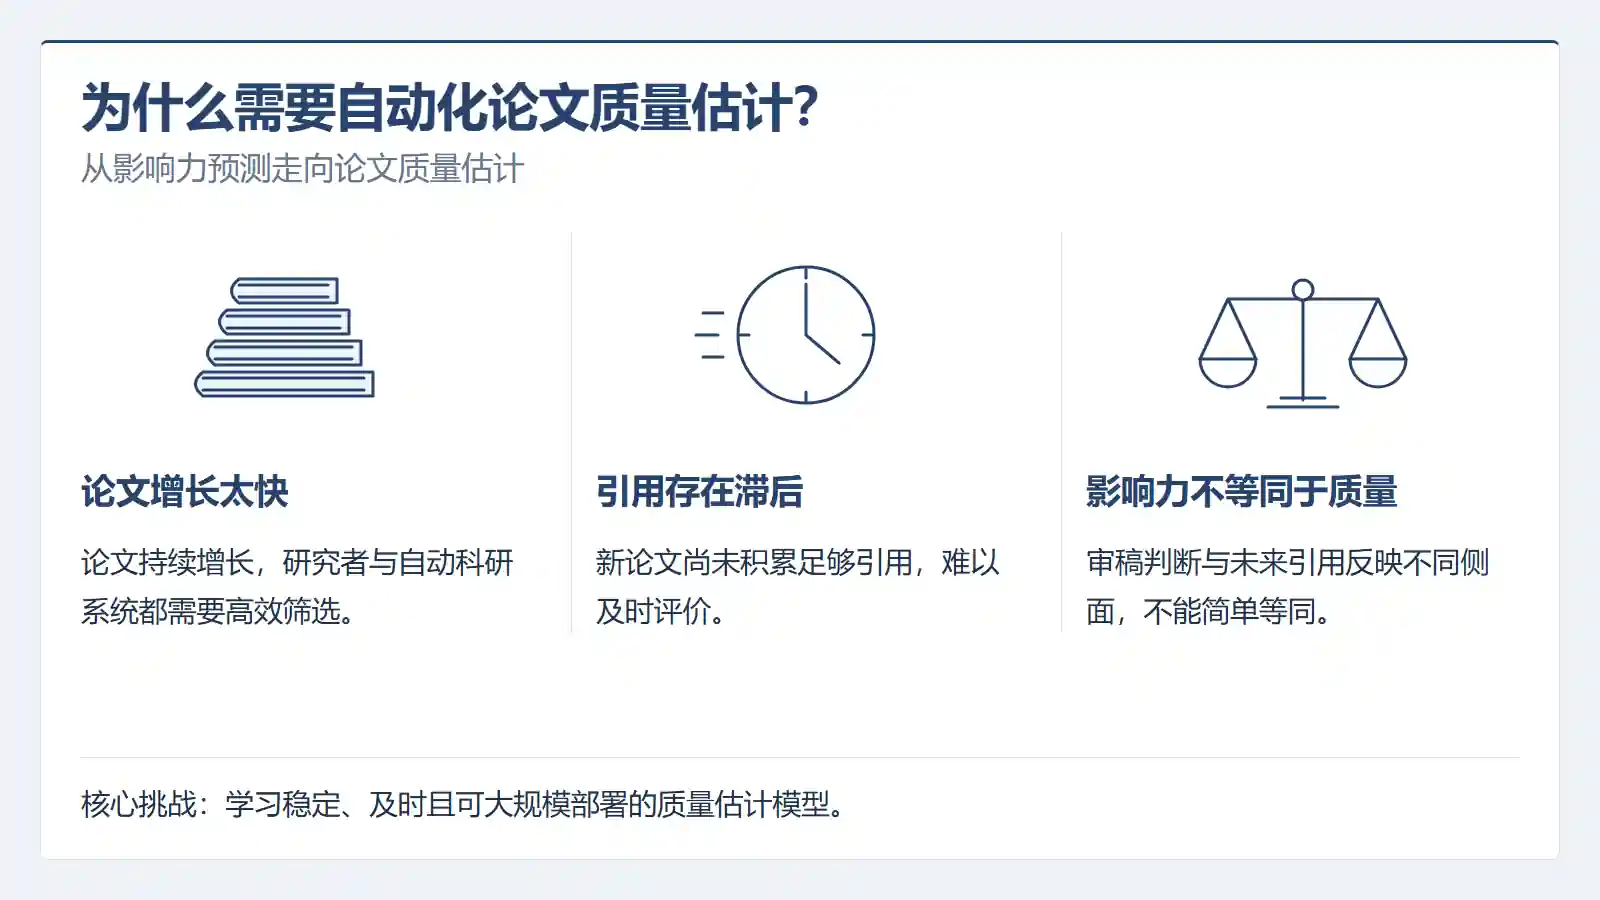 为什么需要自动化论文质量估计？
从影响力预测走向论文质量估计
论文增长太快
论文持续增长，研究者与自动科研
系统都需要高效筛选。
引用存在滞后
新论文尚未积累足够引用，难以
及时评价。
影响力不等同于质量
审稿判断与未来引用反映不同侧
面，不能简单等同。
核心挑战：学习稳定、及时且可大规模部署的质量估计模型。